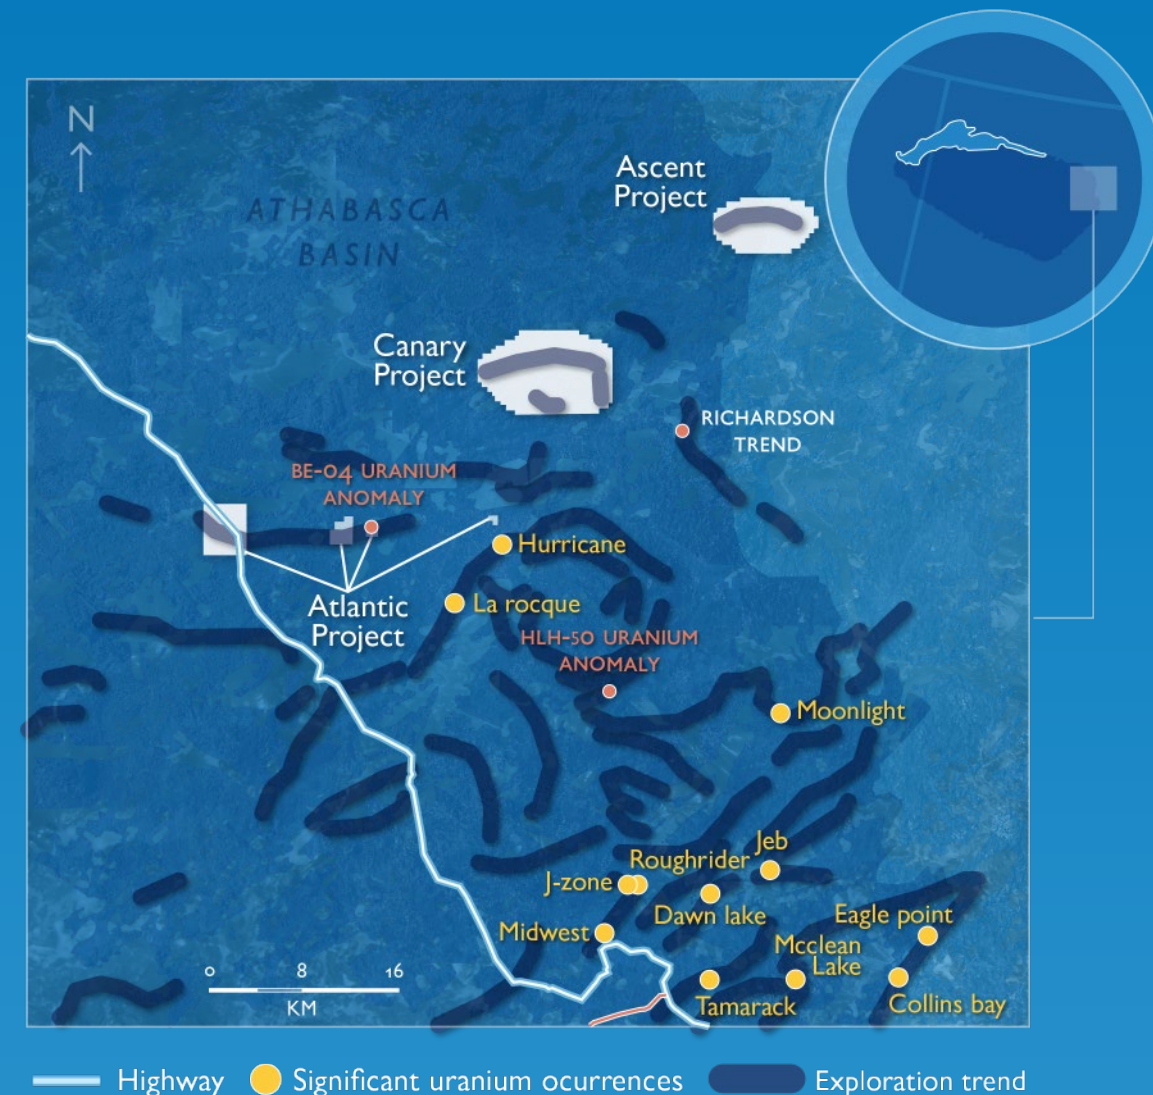 N
ATHABASCA
BASIN
Ascent
Project
Canary
Project
RICHARDSON
TREND
BE-04 URANIUM
ANOMALY
Hurricane
La rocque
Atlantic
Project
HLH-50 URANIUM
ANOMALY
Moonlight
Jeb
Roughrider
J-zone
Dawn lake
Eagle point
Midwest
Mcclean
Lake
Tamarack
Collins bay
0 8 16
KM
Highway
Significant uranium ocurrences
Exploration trend